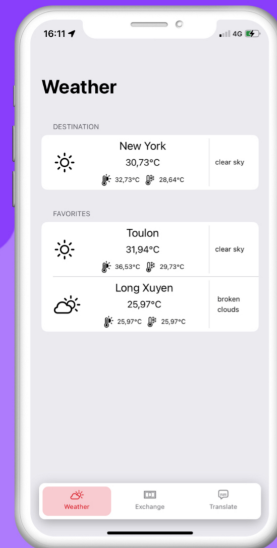 16:11
4G
Weather
DESTINATION
New York
30,73°C
32,73°C 28,64°C
clear sky
FAVORITES
Toulon
31,94°C
36,53°C 29,73°C
clear sky
Long Xuyen
25,97°C
25,97°C 25,97°C
broken
clouds
Weather Exchange Translate